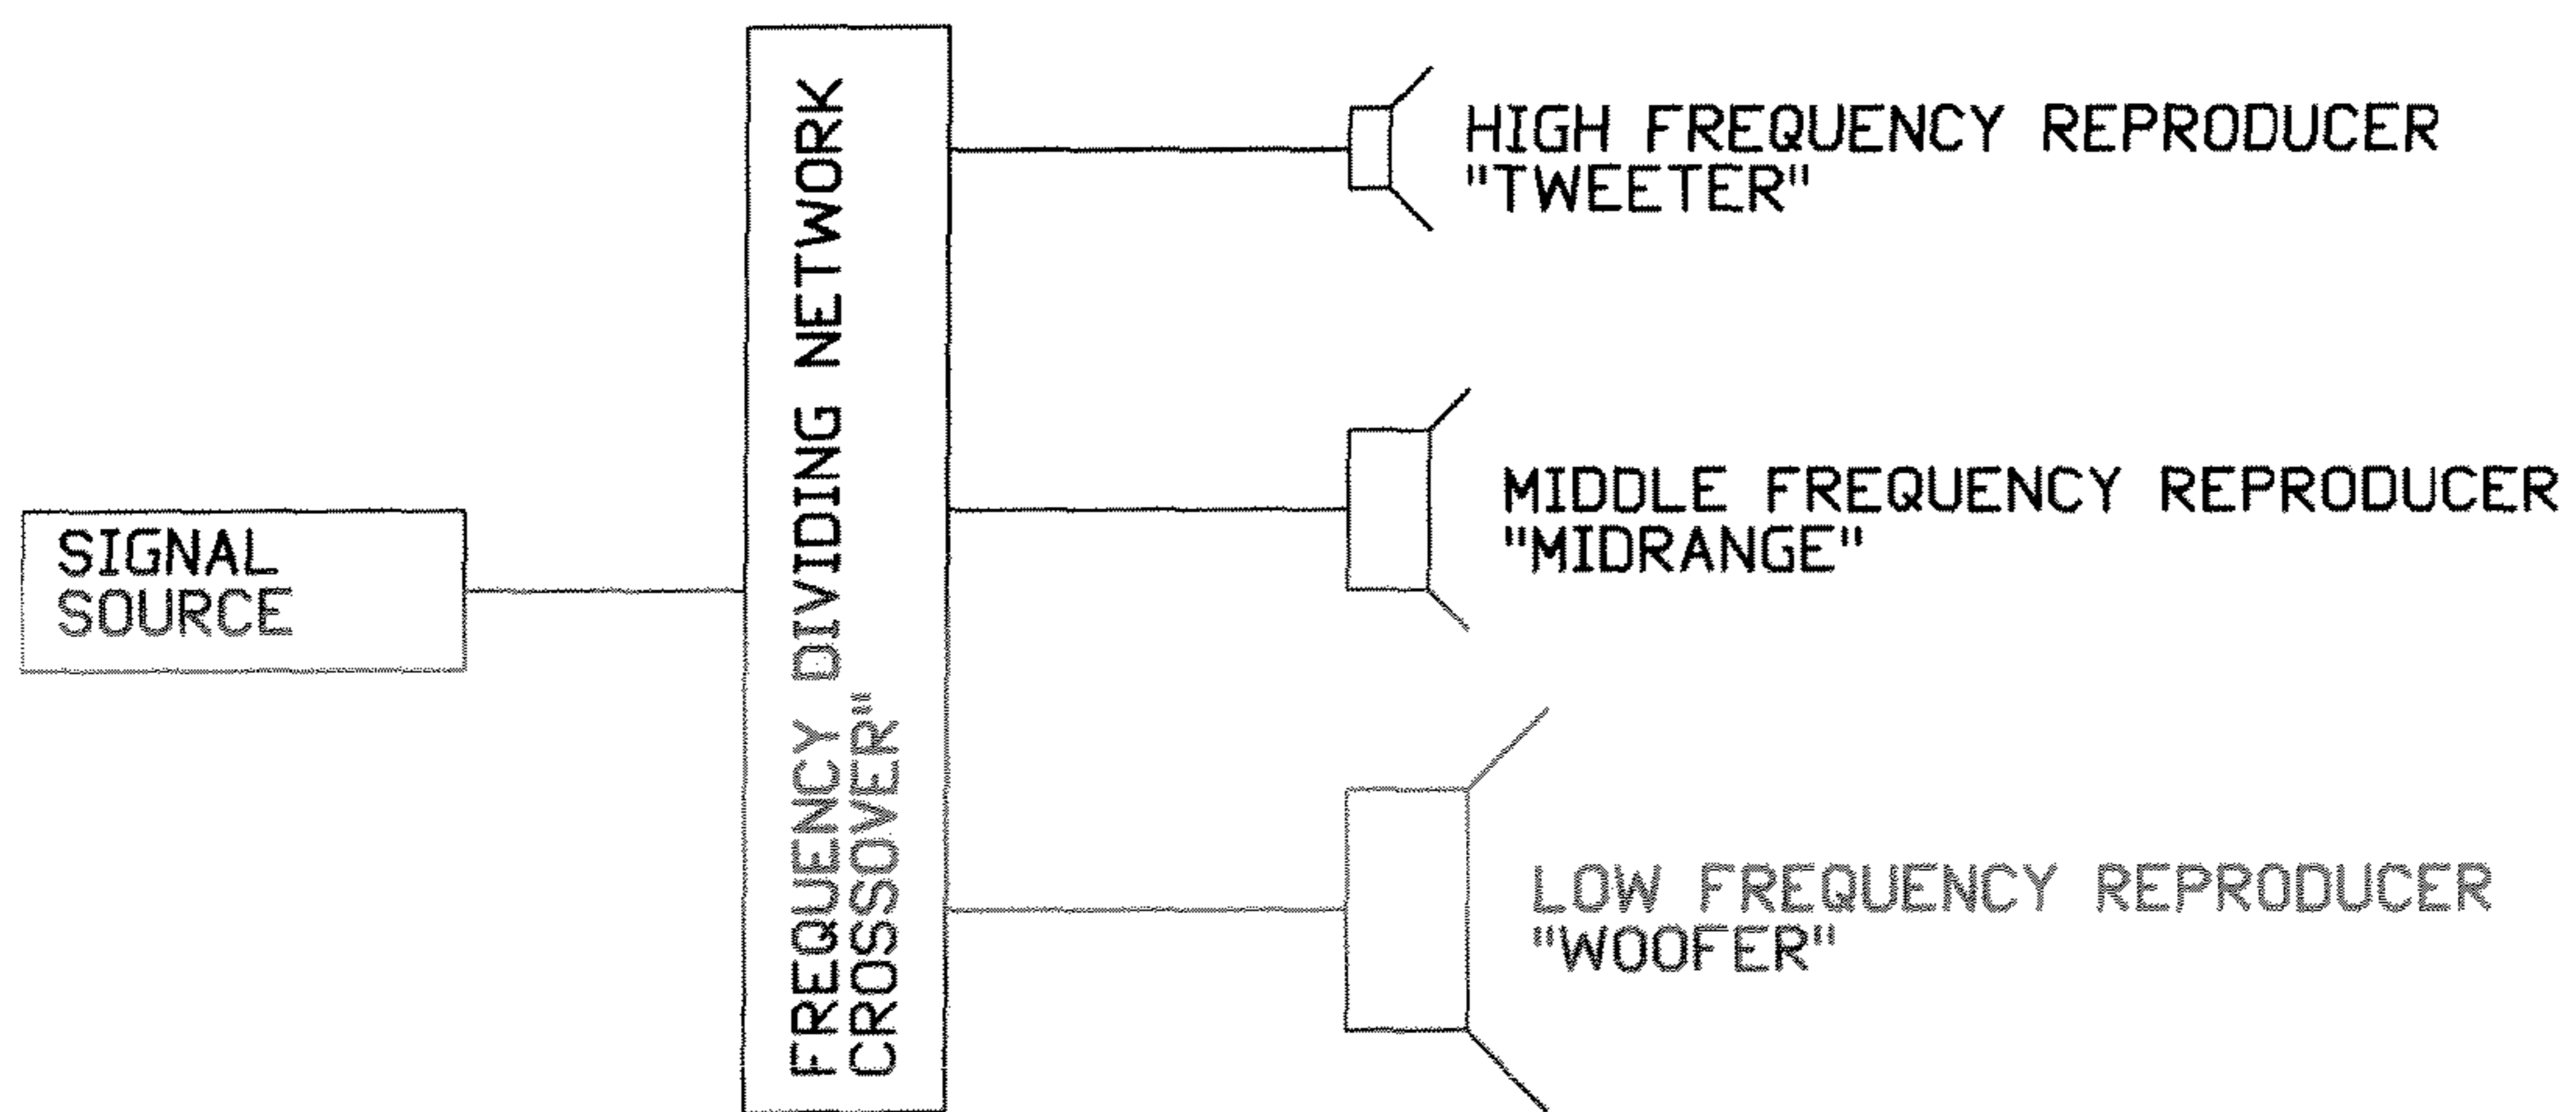 SIGNAL
SOURCE
FREQUENCY DIVIDING NETWORK
CROSSOVER"
HIGH FREQUENCY REPRODUCER
"TWEETER"
MIDDLE FREQUENCY REPRODUCER
"MIDRANGE"
LOW FREQUENCY REPRODUCER
"WOOFER"